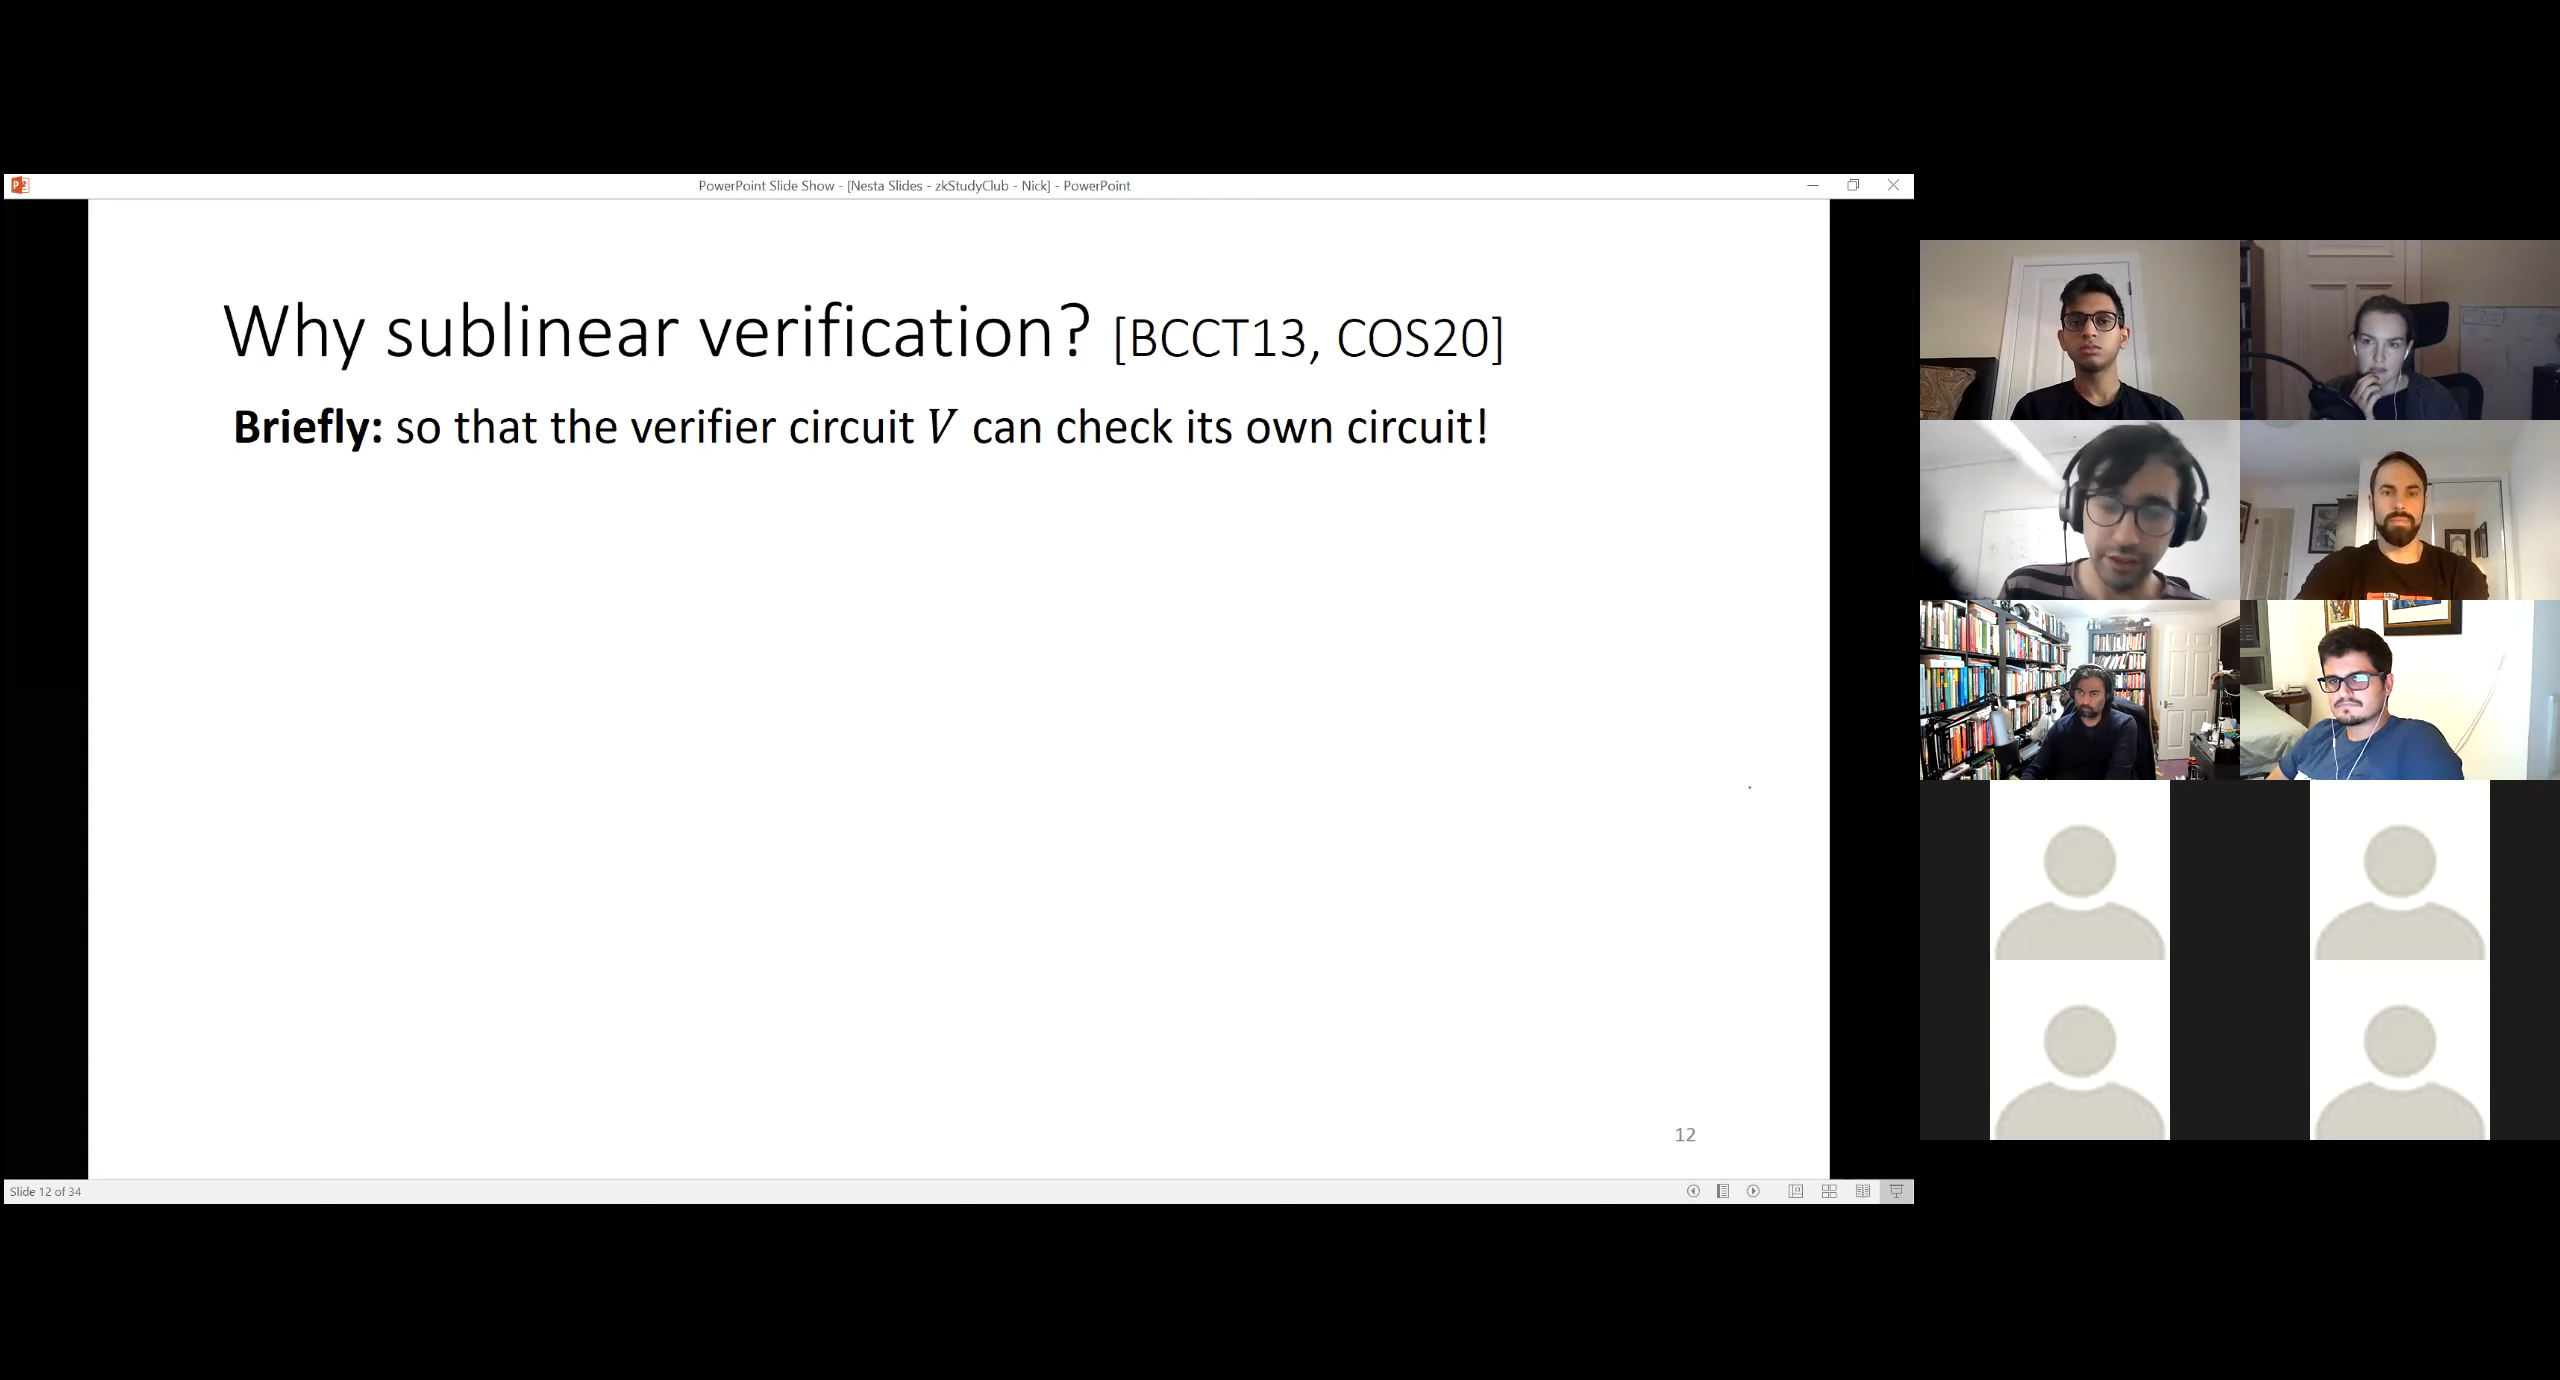 PowerPoint Slide Show - [Nesta Slides - zkStudyClub - Nick] - PowerPoint
Why sublinear verification? [BCCT13, COS20]
Briefly: so that the verifier circuit V can check its own circuit!
12
Slide 12 of 34